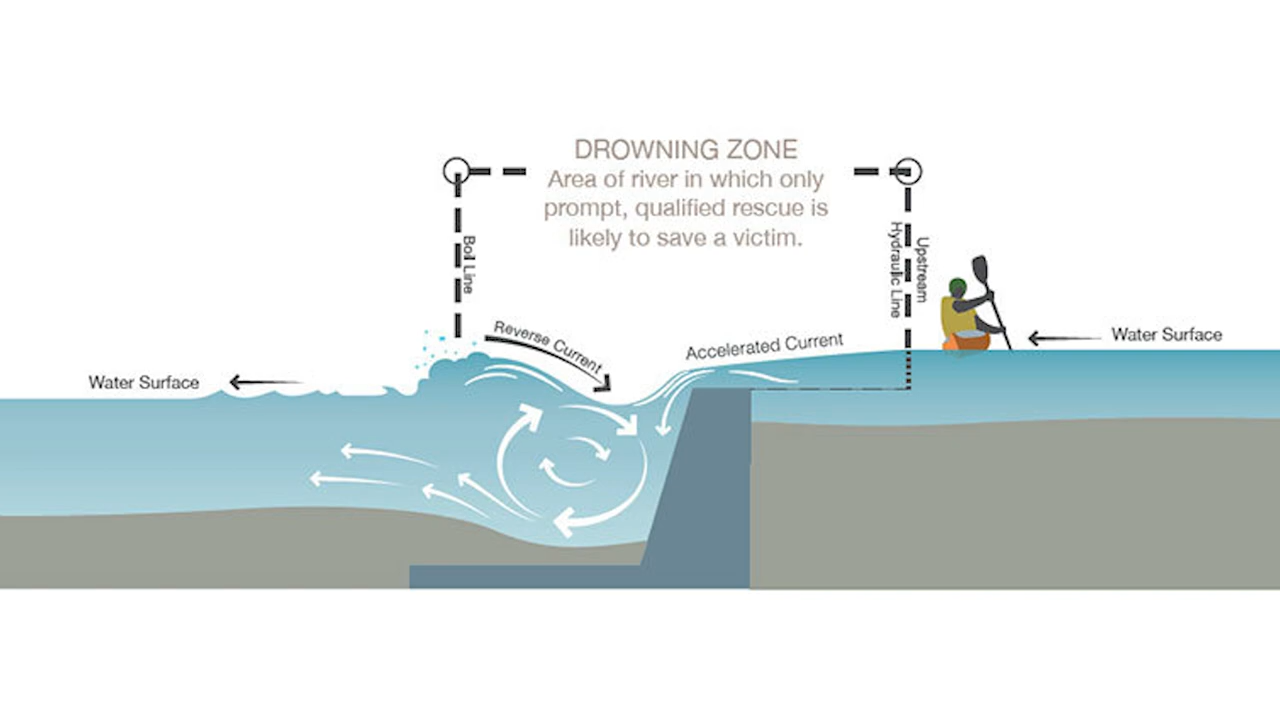 DROWNING ZONE
Area of river in which only
prompt, qualified rescue is
likely to save a victim.
Boil Line
Upstream
Hydraulic Line
Reverse Current
Accelerated Current
Water Surface
Water Surface